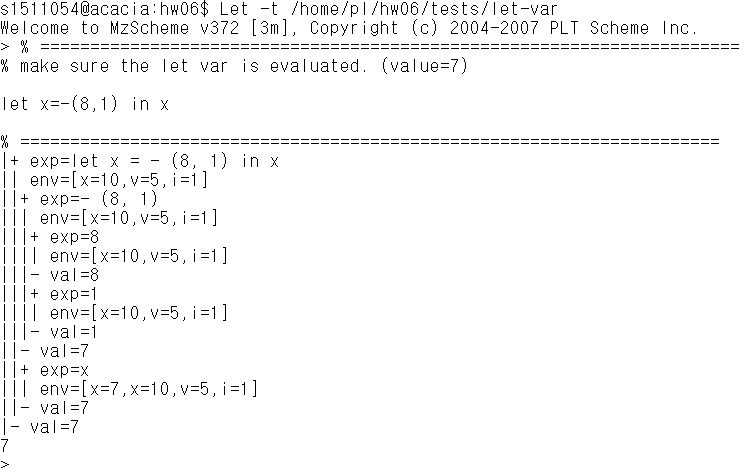 s1511054@acacia:hw06$ Let -t /home/pl/hw06/tests/let-var
Welcome to MzScheme v372 [3m], Copyright (c) 2004-2007 PLT Scheme Inc.
> % ======================================================================
% make sure the let var is evaluated. (value=7)
let x=-(8,1) in x
% ======================================================================
|+ exp=let x = - (8, 1) in x
|| env=[x=10,v=5,i=1]
||+ exp=- (8, 1)
||| env=[x=10,v=5,i=1]
|||+ exp=8
|||| env=[x=10,v=5,i=1]
|||- val=8
|||+ exp=1
|||| env=[x=10,v=5,i=1]
|||- val=1
||- val=7
||+ exp=x
||| env=[x=7,x=10,v=5,i=1]
||- val=7
|- val=7
7
>